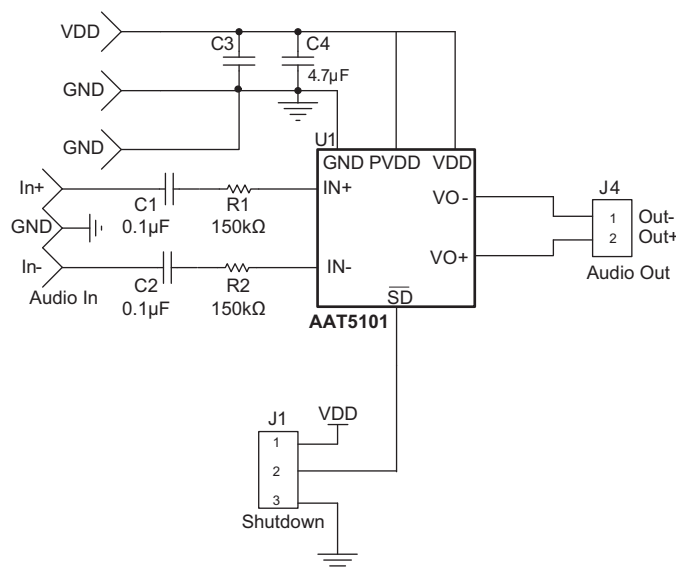 VDD
C3
C4
4.7µF
GND
GND
U1
GND PVDD VDD
In+
IN+
C1
0.1µF
R1
150kΩ
VO-
J4
1
Out-
GND
2
Out+
VO+
Audio Out
In-
IN-
Audio In
C2
0.1µF
R2
150kΩ
SD
AAT5101
J1
VDD
1
2
3
Shutdown